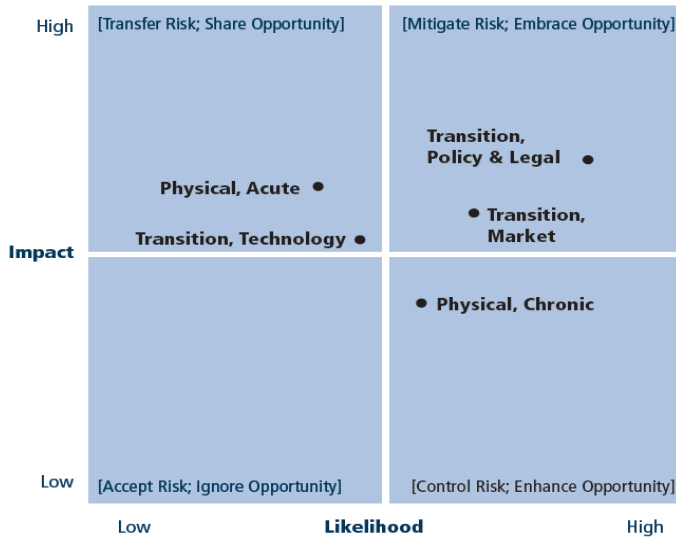 High
[Transfer Risk; Share Opportunity]
[Mitigate Risk; Embrace Opportunity]
Transition,
Policy & Legal
Physical, Acute
Transition,
Market
Transition, Technology
Impact
Physical, Chronic
Low
[Accept Risk; Ignore Opportunity]
[Control Risk; Enhance Opportunity]
Low
Likelihood
High